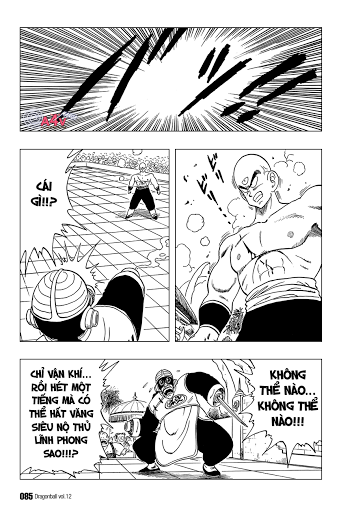 CÁI
GÌ!!?
KHÔNG
THỂ NÀO...
KHÔNG THỂ
NÀO!!!
CHỈ VẬN KHÍ...
RỒI HÉT MỘT
TIẾNG MÀ CÓ
THỂ HẤT VĂNG
SIÊU NỘ THỦ
LĨNH PHONG
SAO!!!?
085 Dragonball vol.12